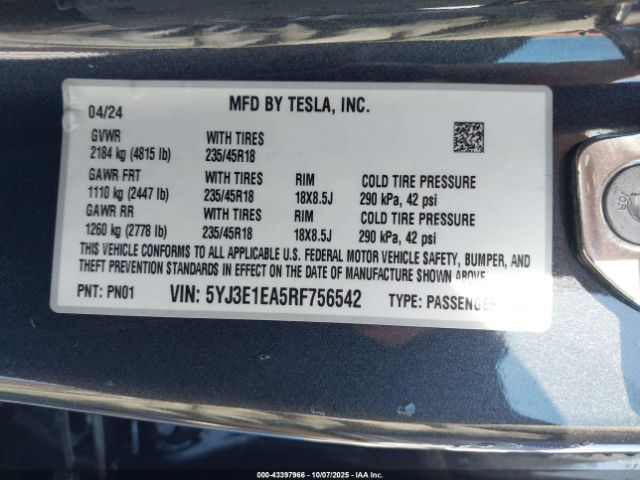 04/24 MFD BY TESLA, INC.
GVWR WITH TIRES
2184 kg (4815 lb) 235/45R18
GAWR FRT WITH TIRES RIM COLD TIRE PRESSURE
1110 kg (2447 lb) 235/45R18 18X8.5J 290 kPa, 42 psi
GAWR RR WITH TIRES RIM COLD TIRE PRESSURE
1260 kg (2778 lb) 235/45R18 18X8.5J 290 kPa, 42 psi
THIS VEHICLE CONFORMS TO ALL APPLICABLE U.S. FEDERAL MOTOR VEHICLE SAFETY, BUMPER, AND
THEFT PREVENTION STANDARDS IN EFFECT ON THE DATE OF MANUFACTURE SHOWN ABOVE.
PNT: PN01 VIN: 5YJ3E1EA5RF756542 TYPE: PASSENGER
000-43397966 - 10/07/2025 - IAAC